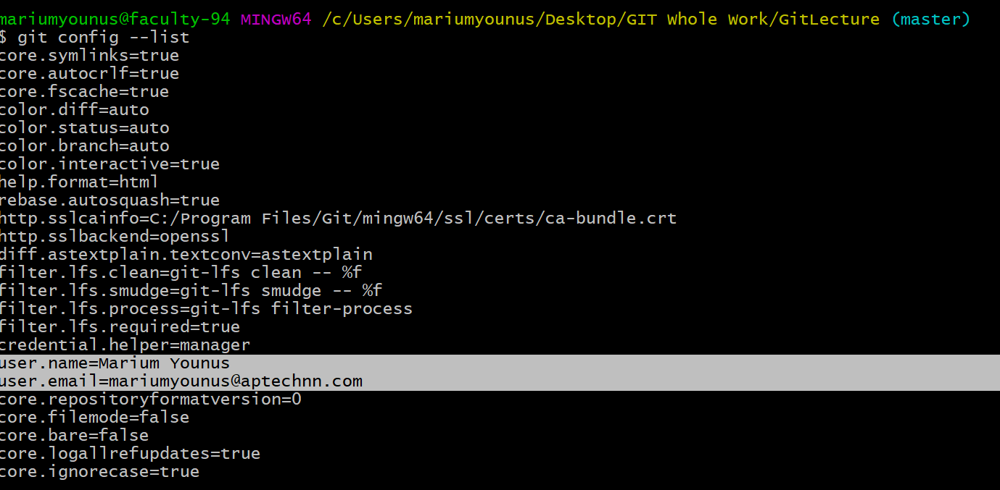 mariumyounus@faculty-94 MINGW64 /c/Users/mariumyounus/Desktop/GIT Whole Work/GitLecture (master)
$ git config --list
core.symlinks=true
core.autocrlf=true
core.fscache=true
color.diff=auto
color.status=auto
color.branch=auto
color.interactive=true
help.format=html
rebase.autosquash=true
http.sslcainfo=C:/Program Files/Git/mingw64/ssl/certs/ca-bundle.crt
http.sslbackend=openssl
diff.astextplain.textconv=astextplain
filter.lfs.clean=git-lfs clean -- %f
filter.lfs.smudge=git-lfs smudge -- %f
filter.lfs.process=git-lfs filter-process
filter.lfs.required=true
credential.helper=manager
user.name=Marium Younus
user.email=mariumyounus@aptechnn.com
core.repositoryformatversion=0
core.filemode=false
core.bare=false
core.logallrefupdates=true
core.ignorecase=true